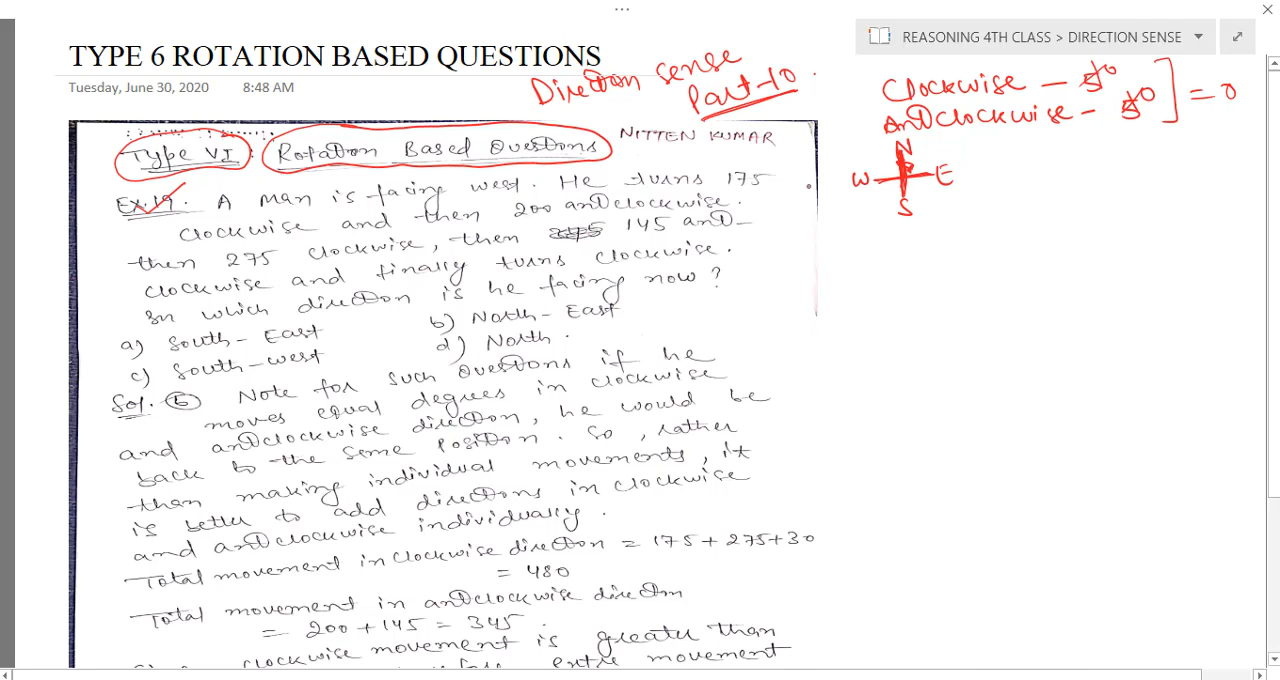 ...
REASONING 4TH CLASS > DIRECTION SENSE
TYPE 6 ROTATION BASED QUESTIONS
Tuesday, June 30, 2020 8:48 AM
Direction sense
Part-10.
Clockwise - 50
Anticlockwise - 50 ] = 0
N
W E
S
Type VI: Rotation Based Questions NITTEN KUMAR
Ex.19. A man is facing west. He turns 175
clockwise and then 200 anticlockwise.
then 275 clockwise, then 145 anti-
clockwise and finally turns clockwise.
In which direction is he facing now?
a) South-East b) North-East
c) South-west d) North.
Sol. (b) Note for such questions if he
moves equal degrees in clockwise
and anticlockwise direction, he would be
back to the same position. So, rather
than making individual movements, it
is better to add directions in clockwise
and anticlockwise individually.
Total movement in clockwise direction = 175+275+30
= 480
Total movement in anticlockwise direction
= 200+145 = 345.
clockwise movement is greater than
entire movement